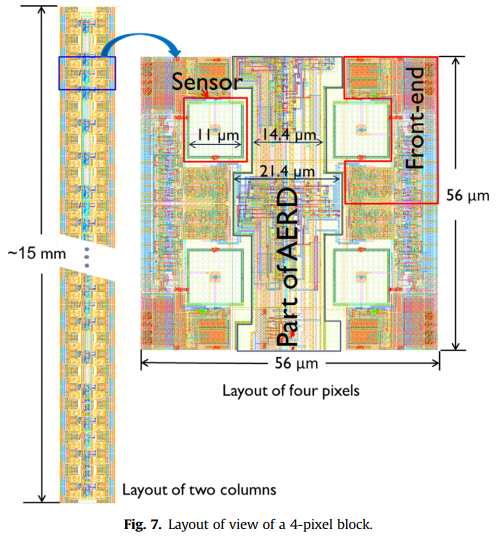 Sensor
Front-end
11 µm
14.4 µm
21.4 µm
56 µm
~15 mm
Part of AERD
56 µm
Layout of four pixels
Layout of two columns
Fig. 7. Layout of view of a 4-pixel block.